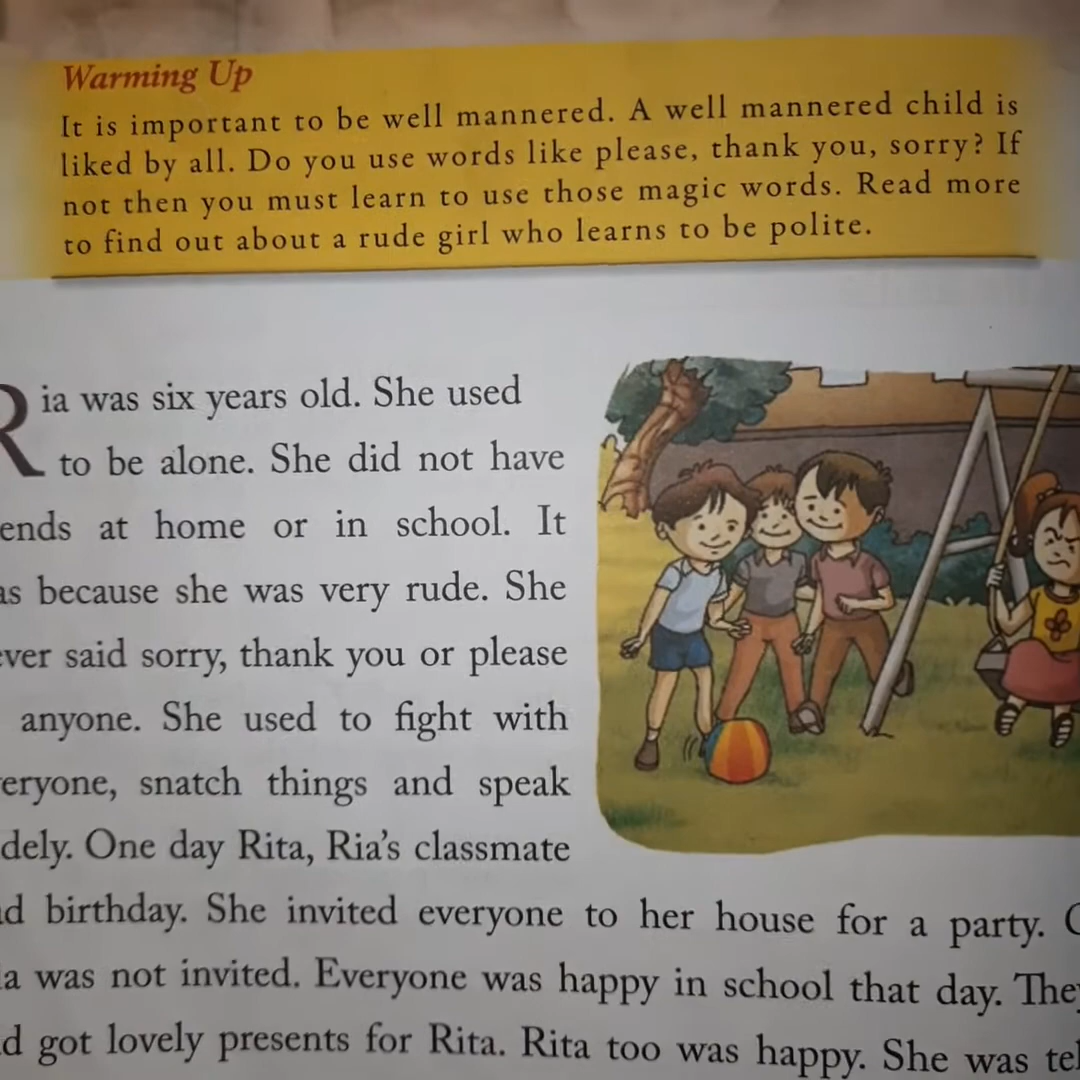 Warming Up
It is important to be well mannered. A well mannered child is
liked by all. Do you use words like please, thank you, sorry? If
not then you must learn to use those magic words. Read more
to find out about a rude girl who learns to be polite.
Ria was six years old. She used
to be alone. She did not have
ends at home or in school. It
as because she was very rude. She
ever said sorry, thank you or please
anyone. She used to fight with
eryone, snatch things and speak
dely. One day Rita, Ria's classmate
d birthday. She invited everyone to her house for a party.
a was not invited. Everyone was happy in school that day. They
d got lovely presents for Rita. Rita too was happy. She was tel